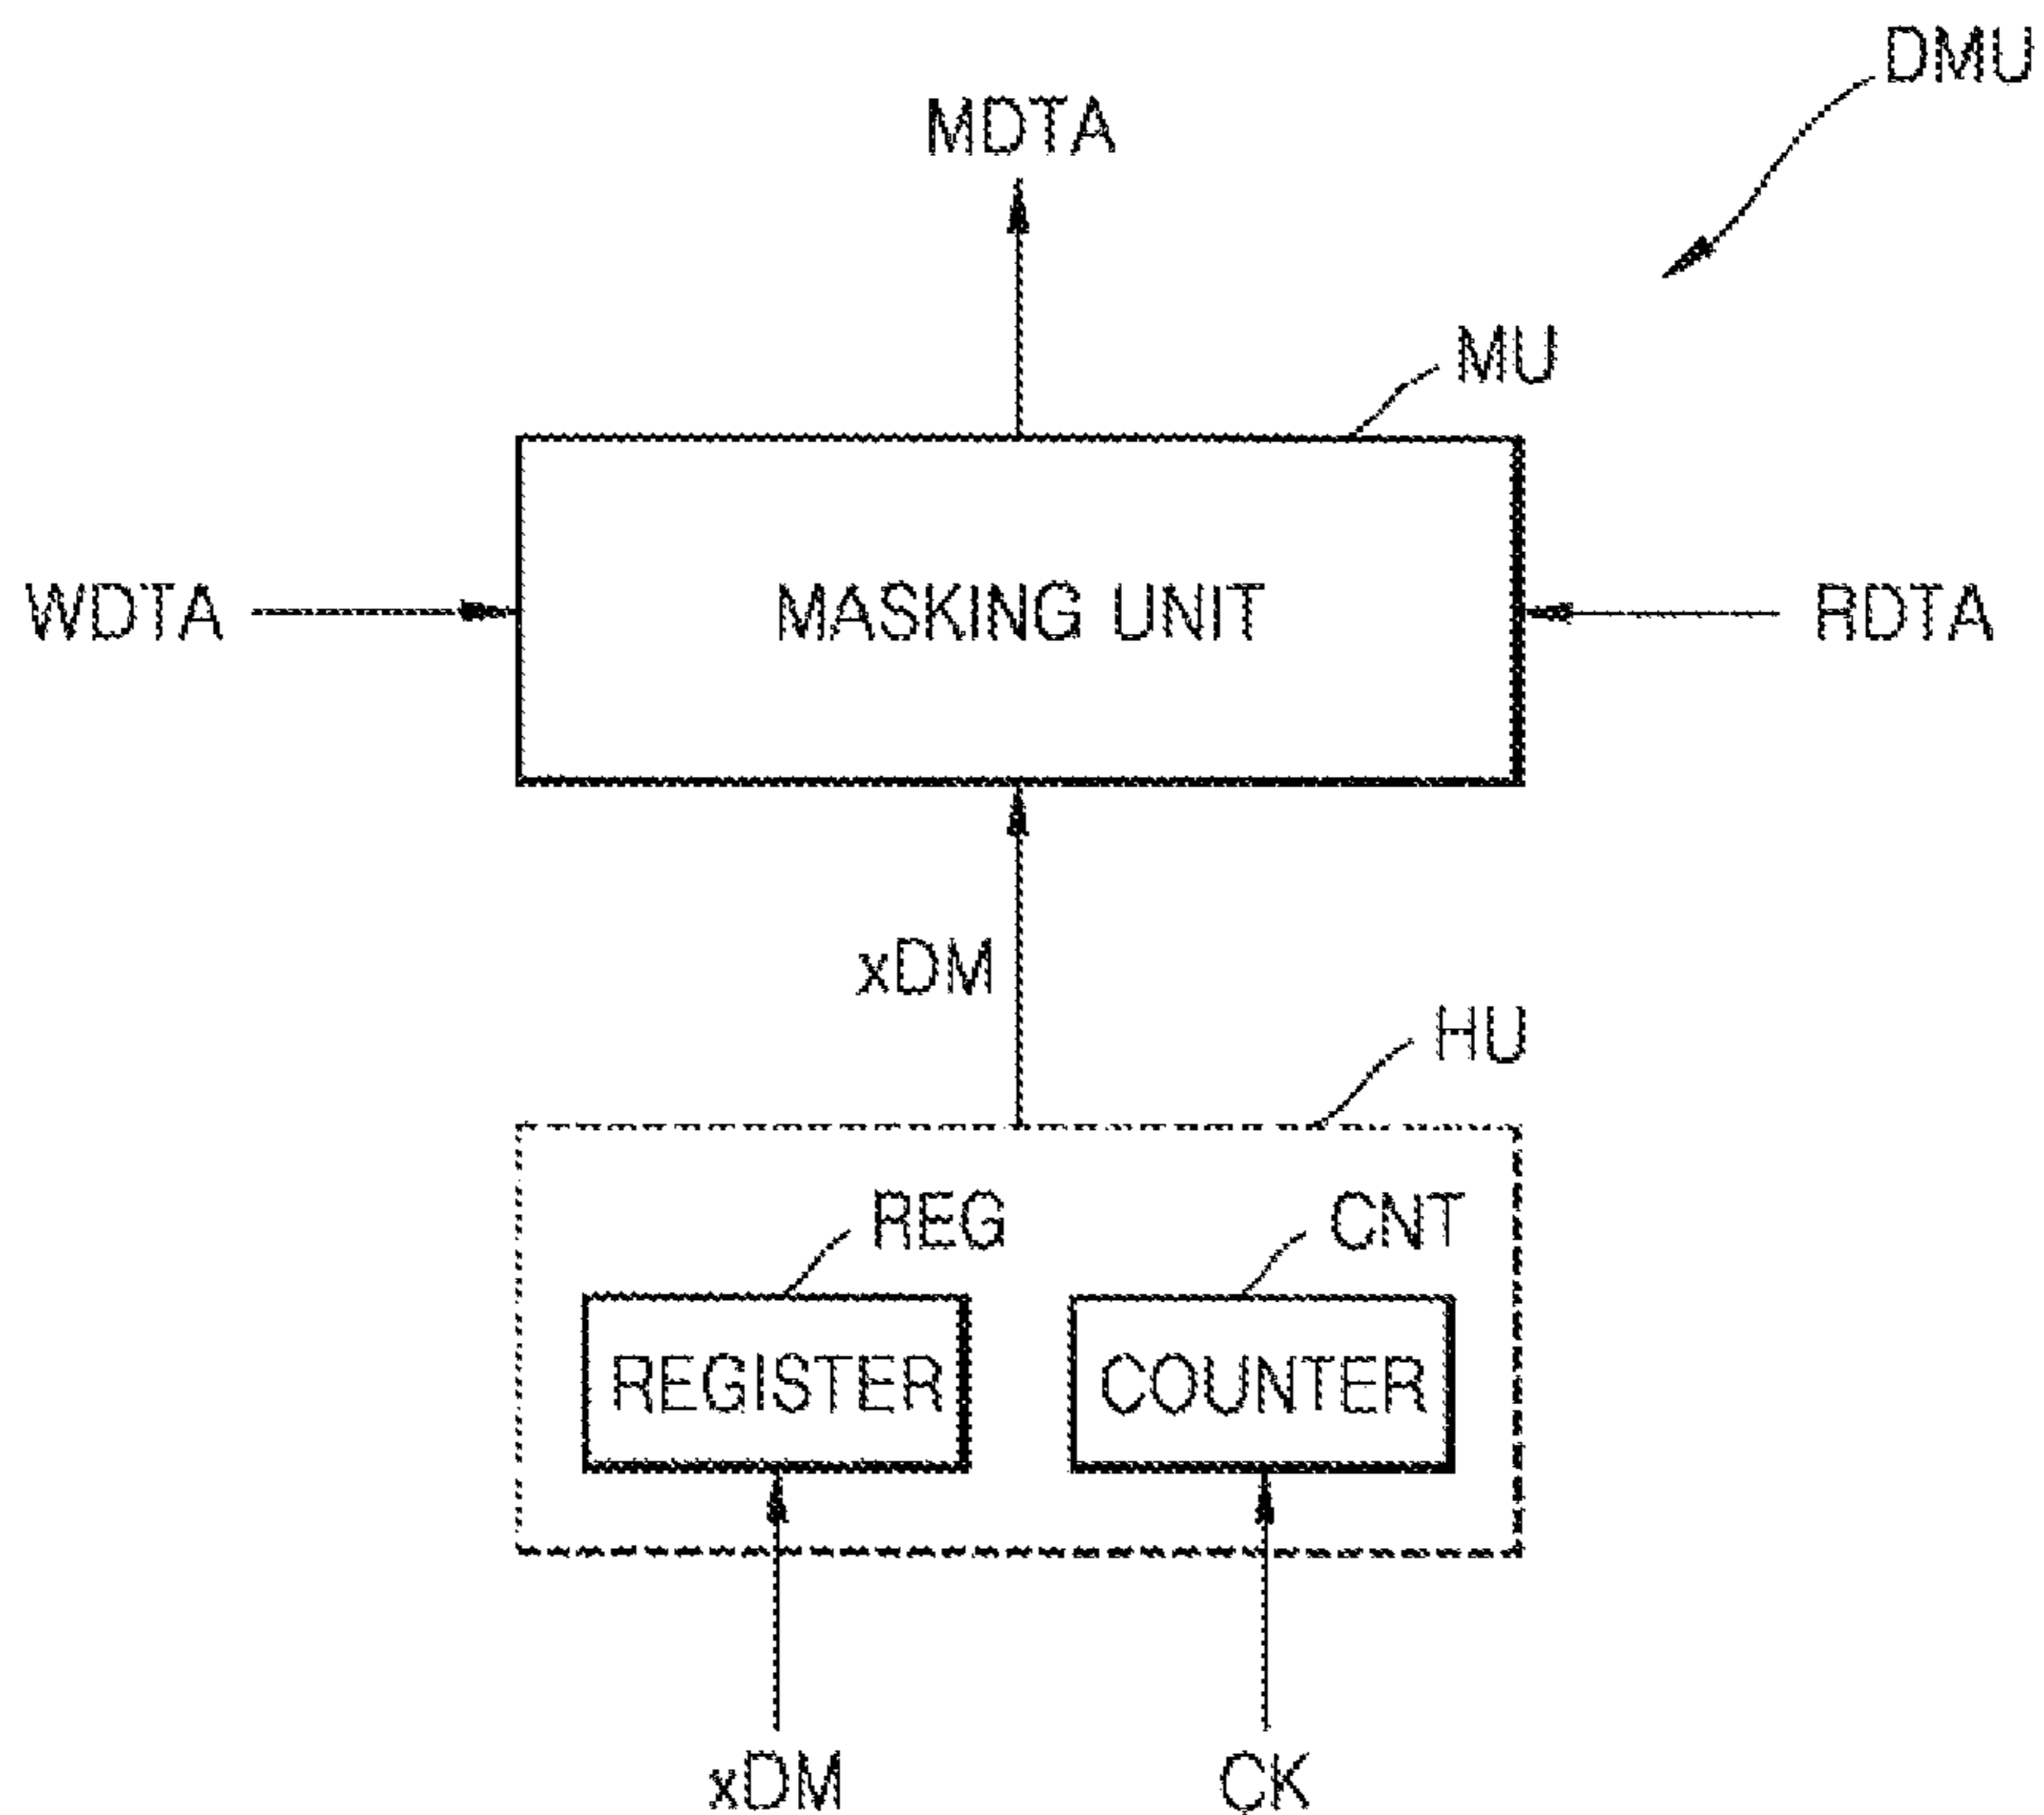 DMU
MDTA
MU
WDTA
MASKING UNIT
RDTA
xDM
HU
REG
CNT
REGISTER
COUNTER
xDM
CK